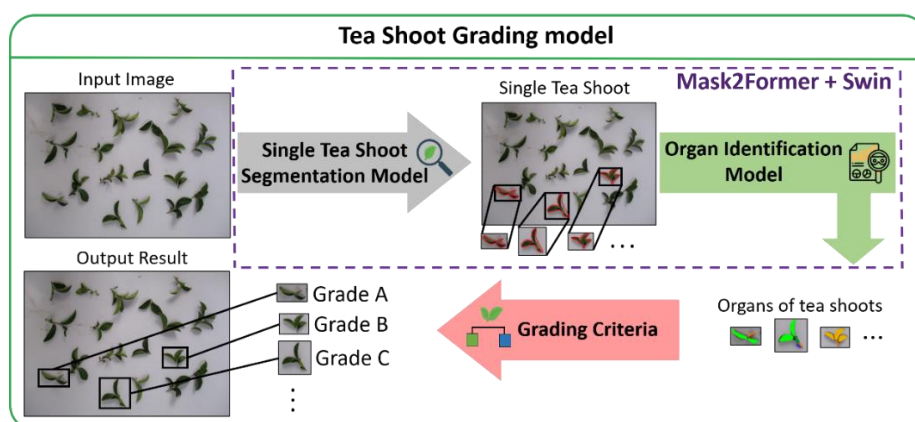 Tea Shoot Grading model
Input Image
Single Tea Shoot
Mask2Former + Swin
Single Tea Shoot
Segmentation Model
Organ Identification
Model
...
Output Result
Grade A
Grade B
Grade C
Grading Criteria
Organs of tea shoots
...